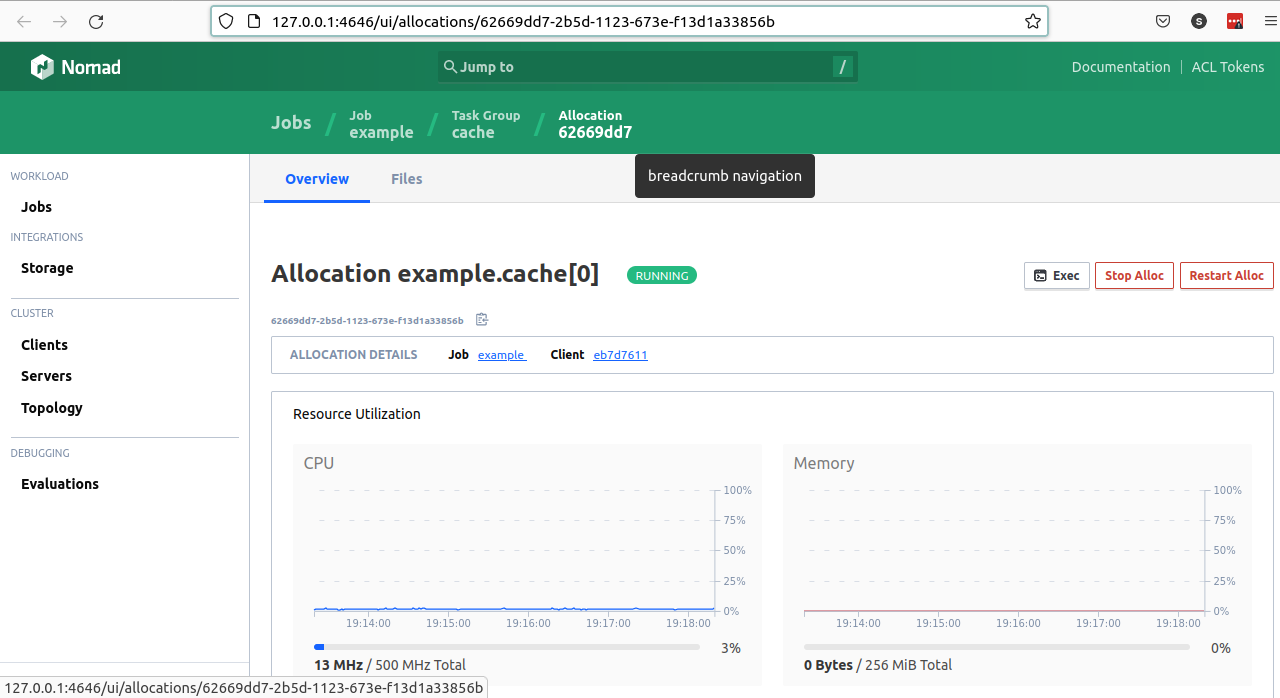 127.0.0.1:4646/ui/allocations/62669dd7-2b5d-1123-673e-f13d1a33856b
S
Nomad
Jump to
/
Documentation
ACL Tokens
Jobs / Job example / Task Group cache / Allocation 62669dd7
WORKLOAD
Jobs
INTEGRATIONS
Storage
CLUSTER
Clients
Servers
Topology
DEBUGGING
Evaluations
Overview
Files
breadcrumb navigation
Allocation example.cache[0]
RUNNING
Exec
Stop Alloc
Restart Alloc
62669dd7-2b5d-1123-673e-f13d1a33856b
ALLOCATION DETAILS Job example Client eb7d7611
Resource Utilization
CPU
100%
75%
50%
25%
0%
19:14:00 19:15:00 19:16:00 19:17:00 19:18:00
3%
13 MHz / 500 MHz Total
Memory
100%
75%
50%
25%
0%
19:14:00 19:15:00 19:16:00 19:17:00 19:18:00
0%
0 Bytes / 256 MiB Total
127.0.0.1:4646/ui/allocations/62669dd7-2b5d-1123-673e-f13d1a33856b